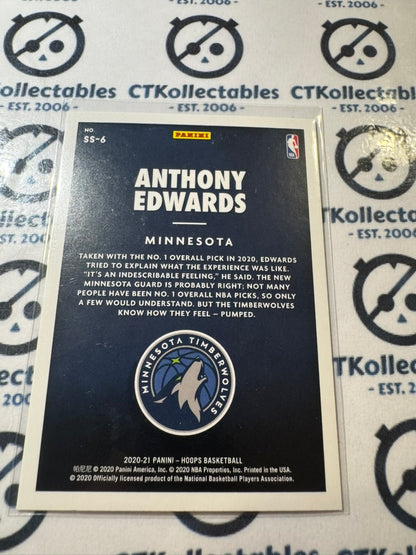 CTKollectables
- EST. 2006 -
NO.
SS-6
PANINI
NBA
ANTHONY
EDWARDS
MINNESOTA
TAKEN WITH THE NO. 1 OVERALL PICK IN 2020, EDWARDS
TRIED TO EXPLAIN WHAT THE EXPERIENCE WAS LIKE.
"IT'S AN INDESCRIBABLE FEELING," HE SAID. THE NEW
MINNESOTA GUARD IS PROBABLY RIGHT; NOT MANY
PEOPLE HAVE BEEN NO. 1 OVERALL NBA PICKS, SO ONLY
A FEW WOULD UNDERSTAND. BUT THE TIMBERWOLVES
KNOW HOW THEY FEEL – PUMPED.
MINNESOTA TIMBERWOLVES
2020-21 PANINI – HOOPS BASKETBALL
帕尼尼 © 2020 Panini America, Inc. © 2020 NBA Properties, Inc. Printed in the USA.
© 2020 Officially licensed product of the National Basketball Players Association.